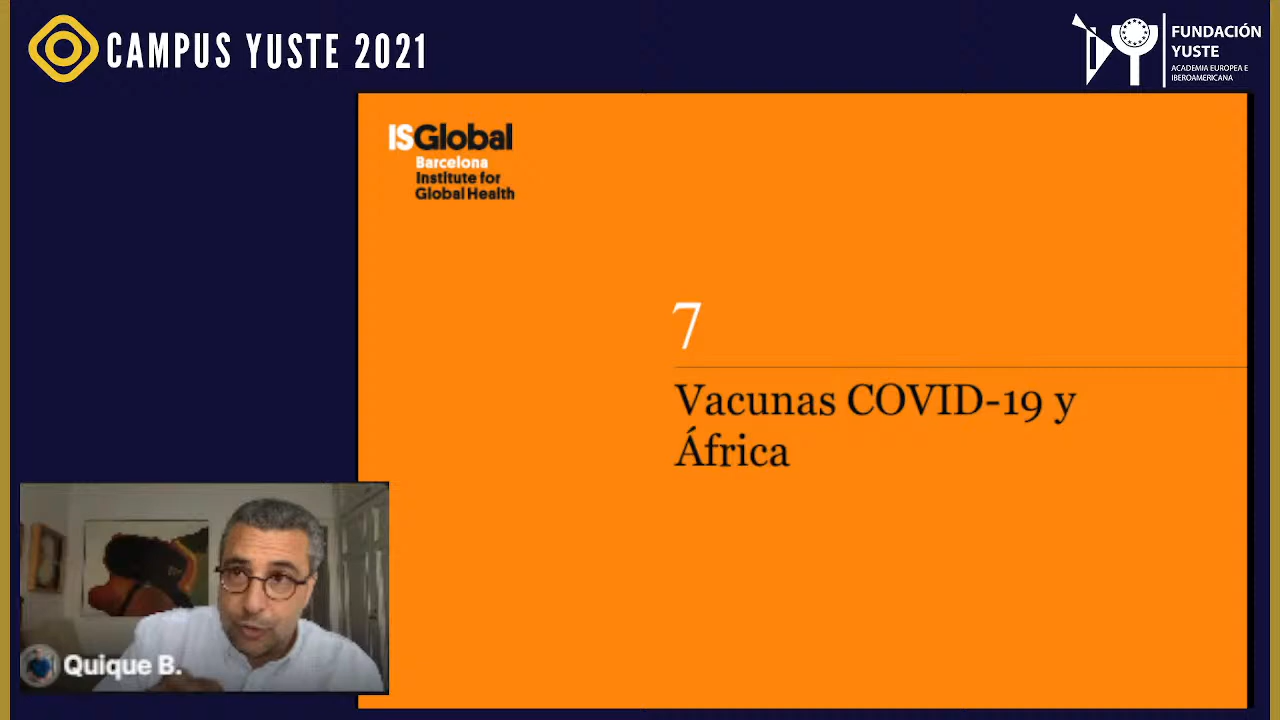 CAMPUS YUSTE 2021
FUNDACIÓN
YUSTE
ACADEMIA EUROPEA E
IBEROAMERICANA
ISGlobal
Barcelona
Institute for
Global Health
7
Vacunas COVID-19 y
África
Quique B.